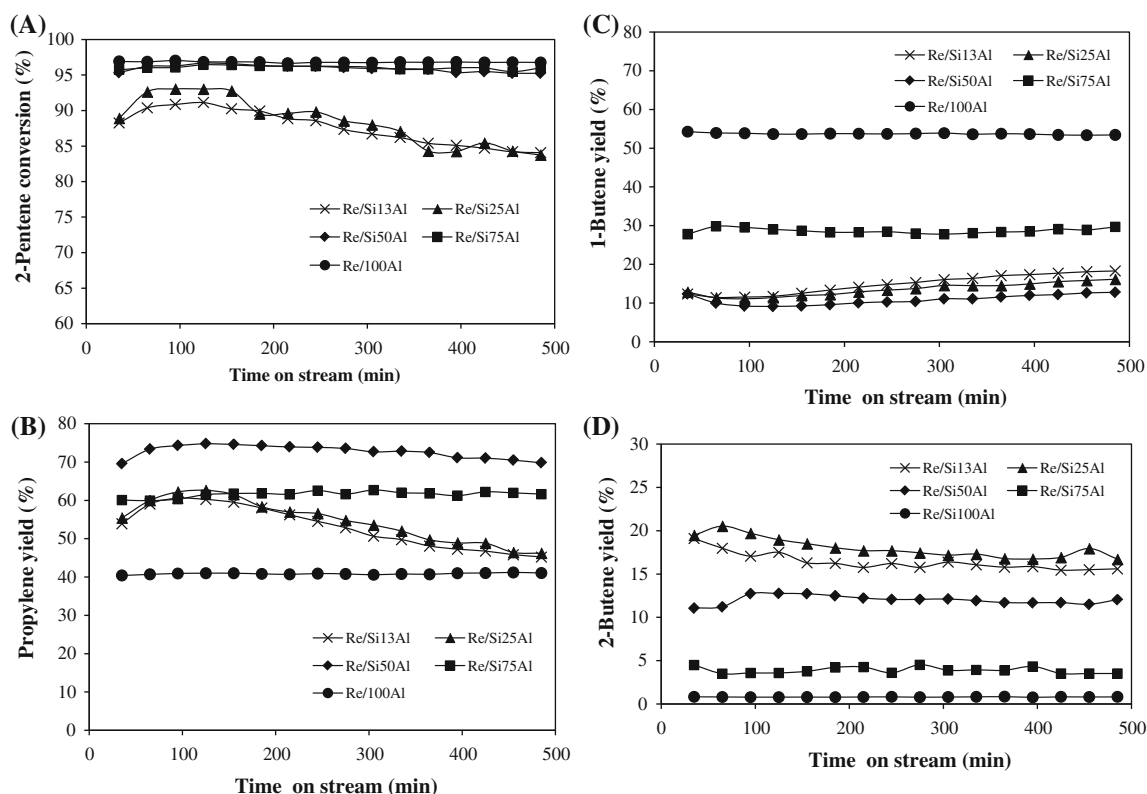 (A)
2-Pentene conversion (%)
100
95
90
85
80
75
70
65
60
Re/Si13Al Re/Si25Al
Re/Si50Al Re/Si75Al
Re/100Al
0 100 200 300 400 500
Time on stream (min)
(C)
1-Butene yield (%)
80
70
60
50
40
30
20
10
0
Re/Si13Al Re/Si25Al
Re/Si50Al Re/Si75Al
Re/100Al
0 100 200 300 400 500
Time on stream (min)
(B)
Propylene yield (%)
80
70
60
50
40
30
20
10
0
Re/Si13Al Re/Si25Al
Re/Si50Al Re/Si75Al
Re/100Al
0 100 200 300 400 500
Time on stream (min)
(D)
2-Butene yield (%)
30
25
20
15
10
5
0
Re/Si13Al Re/Si25Al
Re/Si50Al Re/Si75Al
Re/Si100Al
0 100 200 300 400 500
Time on stream (min)